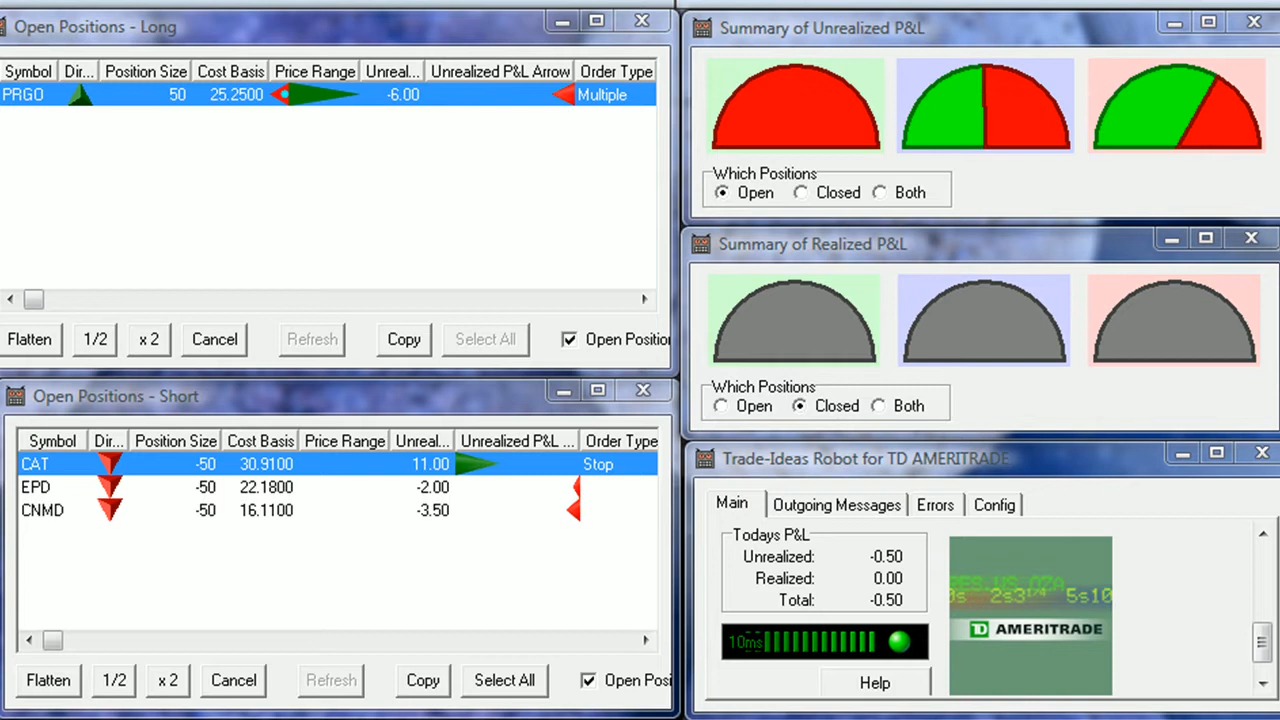 Open Positions - Long
Symbol Dir... Position Size Cost Basis Price Range Unreal... Unrealized P&L Arrow Order Type
PRGO 50 25.2500 -6.00 Multiple
Flatten 1/2 x 2 Cancel Refresh Copy Select All Open Position
Open Positions - Short
Symbol Dir... Position Size Cost Basis Price Range Unreal... Unrealized P&L ... Order Type
CAT -50 30.9100 11.00 Stop
EPD -50 22.1800 -2.00
CNMD -50 16.1100 -3.50
Flatten 1/2 x 2 Cancel Refresh Copy Select All Open Posi
Summary of Unrealized P&L
Which Positions
Open Closed Both
Summary of Realized P&L
Which Positions
Open Closed Both
Trade-Ideas Robot for TD AMERITRADE
Main Outgoing Messages Errors Config
Todays P&L
Unrealized: -0.50
Realized: 0.00
Total: -0.50
10ms
Help
0s 2s3 1/4 5s10
TD AMERITRADE